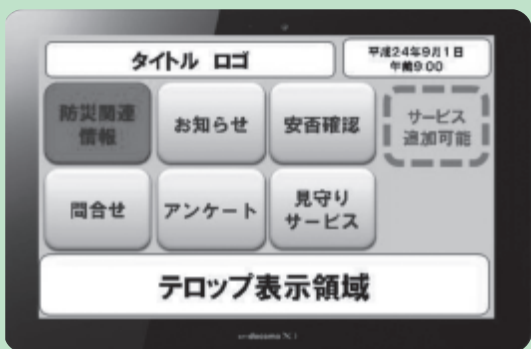 タイトル ロゴ
平成24年9月1日
午前9:00
防災関連
情報
お知らせ
安否確認
サービス
追加可能
問合せ
アンケート
見守り
サービス
テロップ表示領域
docomo Xi